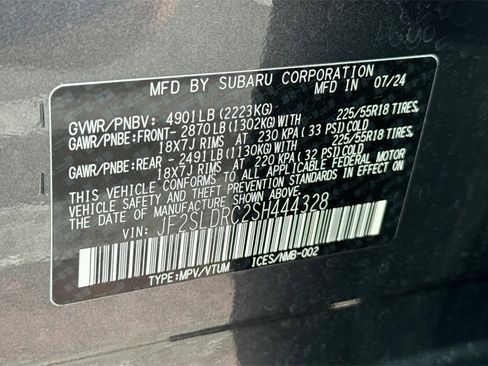 MFD BY SUBARU CORPORATION MFD IN 07/24
GVWR/PNBV: 4901LB(2223KG)
GAWR/PNBE:FRONT- 2870LB(1302KG)WITH 225/55R18 TIRES,
18X7J RIMS AT 230 KPA(33 PSI)COLD
GAWR/PNBE:REAR - 2491LB(1130KG)WITH 225/55R18 TIRES,
18X7J RIMS AT 220 KPA(32 PSI)COLD
THIS VEHICLE CONFORMS TO ALL APPLICABLE FEDERAL MOTOR
VEHICLE SAFETY, BUMPER, AND THEFT PREVENTION STANDARDS IN EFFECT
ON THE DATE OF MANUFACTURE SHOWN ABOVE.
VIN: JF2SLDRC2SH444328
TYPE:MPV/VTUM ICES/NMB-002